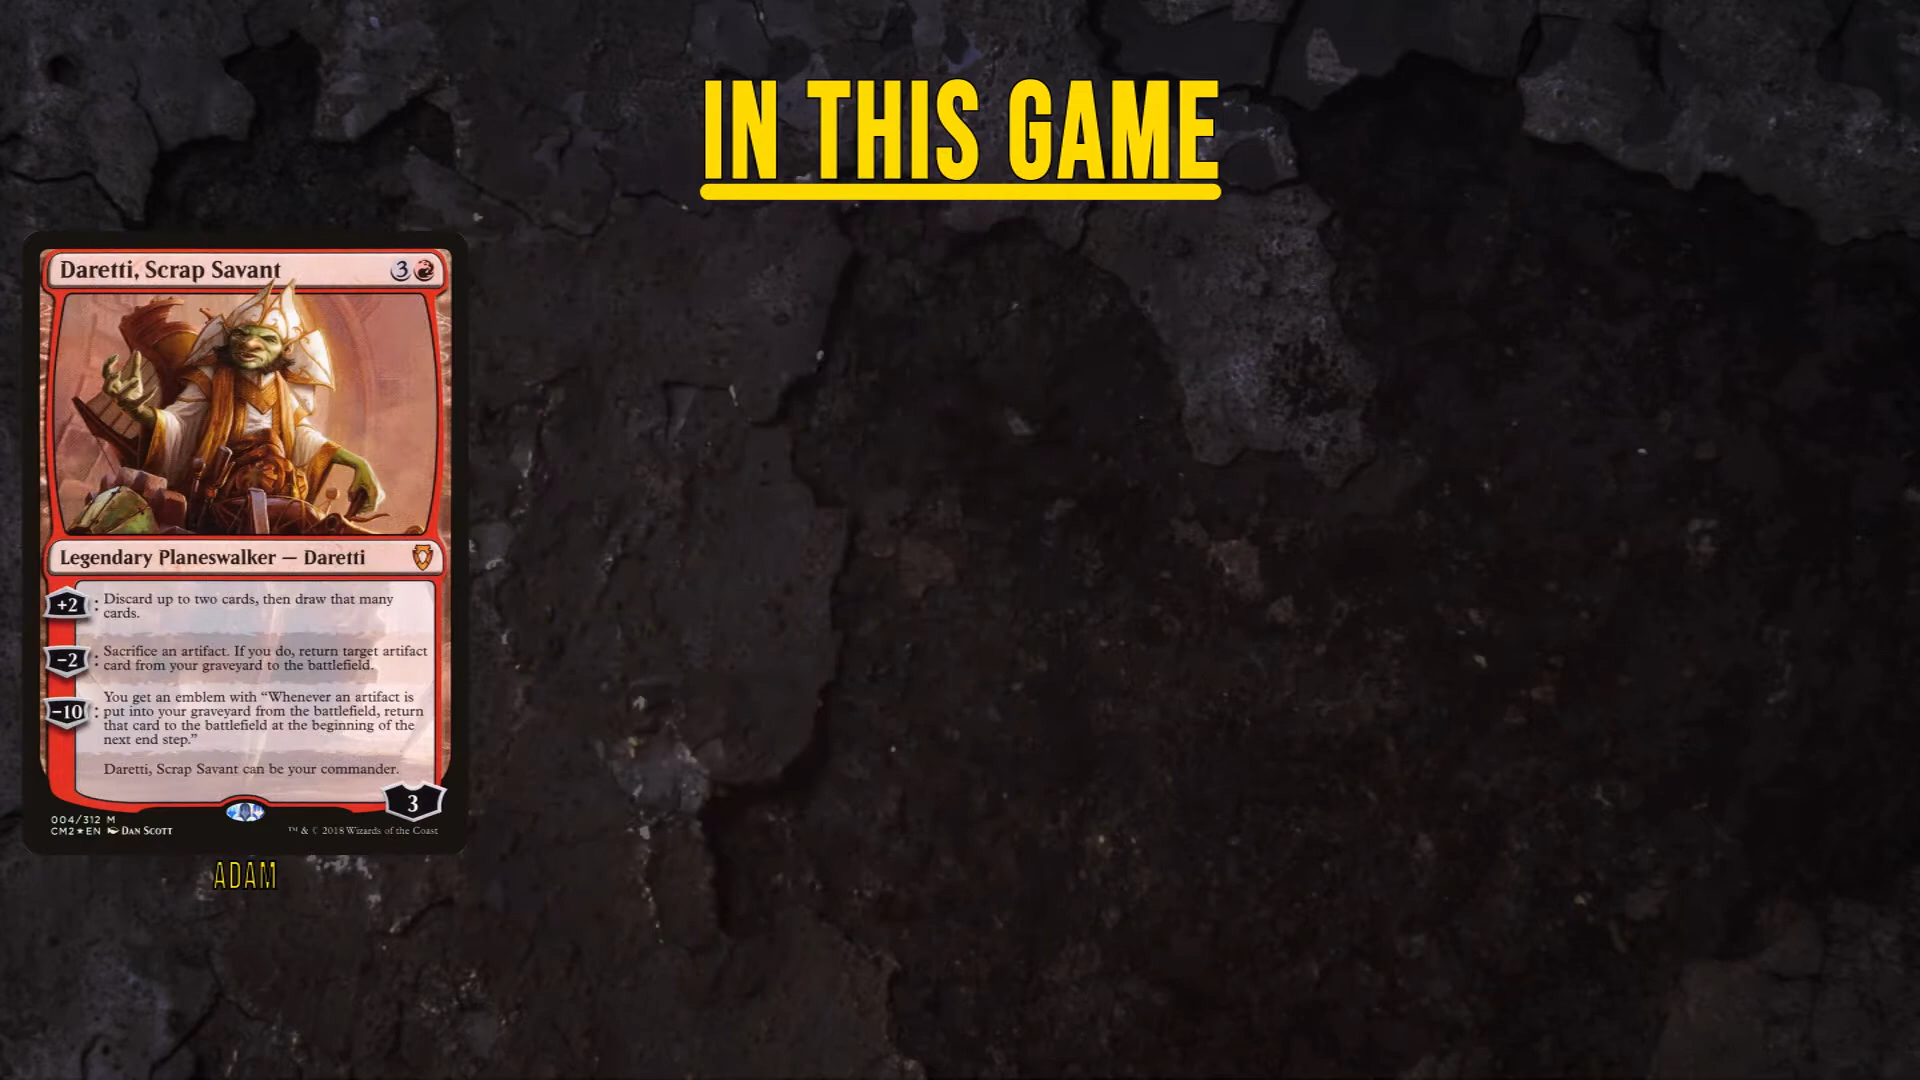 IN THIS GAME
Daretti, Scrap Savant 3
Legendary Planeswalker — Daretti
+2 : Discard up to two cards, then draw that many
cards.
−2 : Sacrifice an artifact. If you do, return target artifact
card from your graveyard to the battlefield.
−10 : You get an emblem with “Whenever an artifact is
put into your graveyard from the battlefield, return
that card to the battlefield at the beginning of the
next end step.”
Daretti, Scrap Savant can be your commander.
3
004/312 M
CM2★EN DAN SCOTT ™ & © 2018 Wizards of the Coast
ADAM